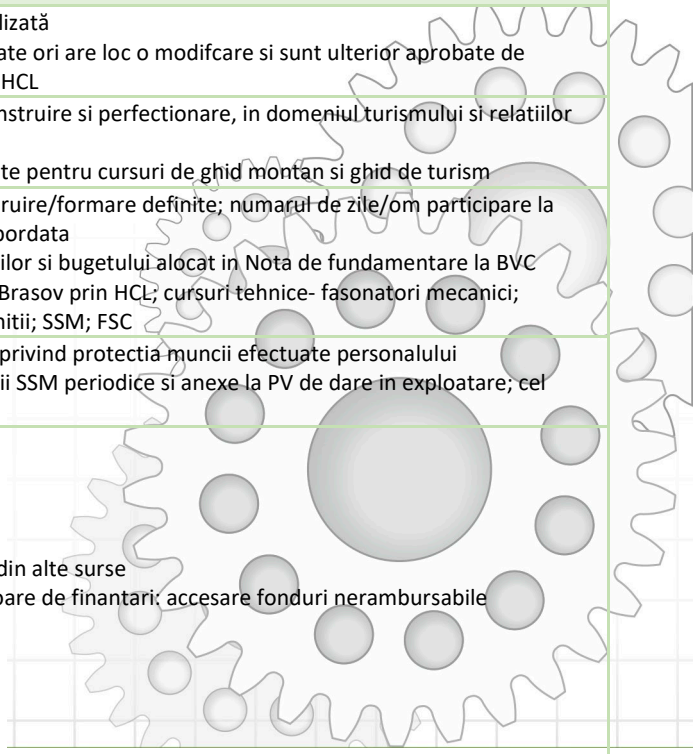 lizată
ate ori are loc o modifcare si sunt ulterior aprobate de
HCL
nstruire si perfectionare, in domeniul turismului si relatiilor
te pentru cursuri de ghid montan si ghid de turism
ruire/formare definite; numarul de zile/om participare la
bordata
ilor si bugetului alocat in Nota de fundamentare la BVC
Brasov prin HCL; cursuri tehnice- fasonatori mecanici;
nitii; SSM; FSC
privind protectia muncii efectuate personalului
ii SSM periodice si anexe la PV de dare in exploatare; cel
din alte surse
oare de finantari: accesare fonduri nerambursabile